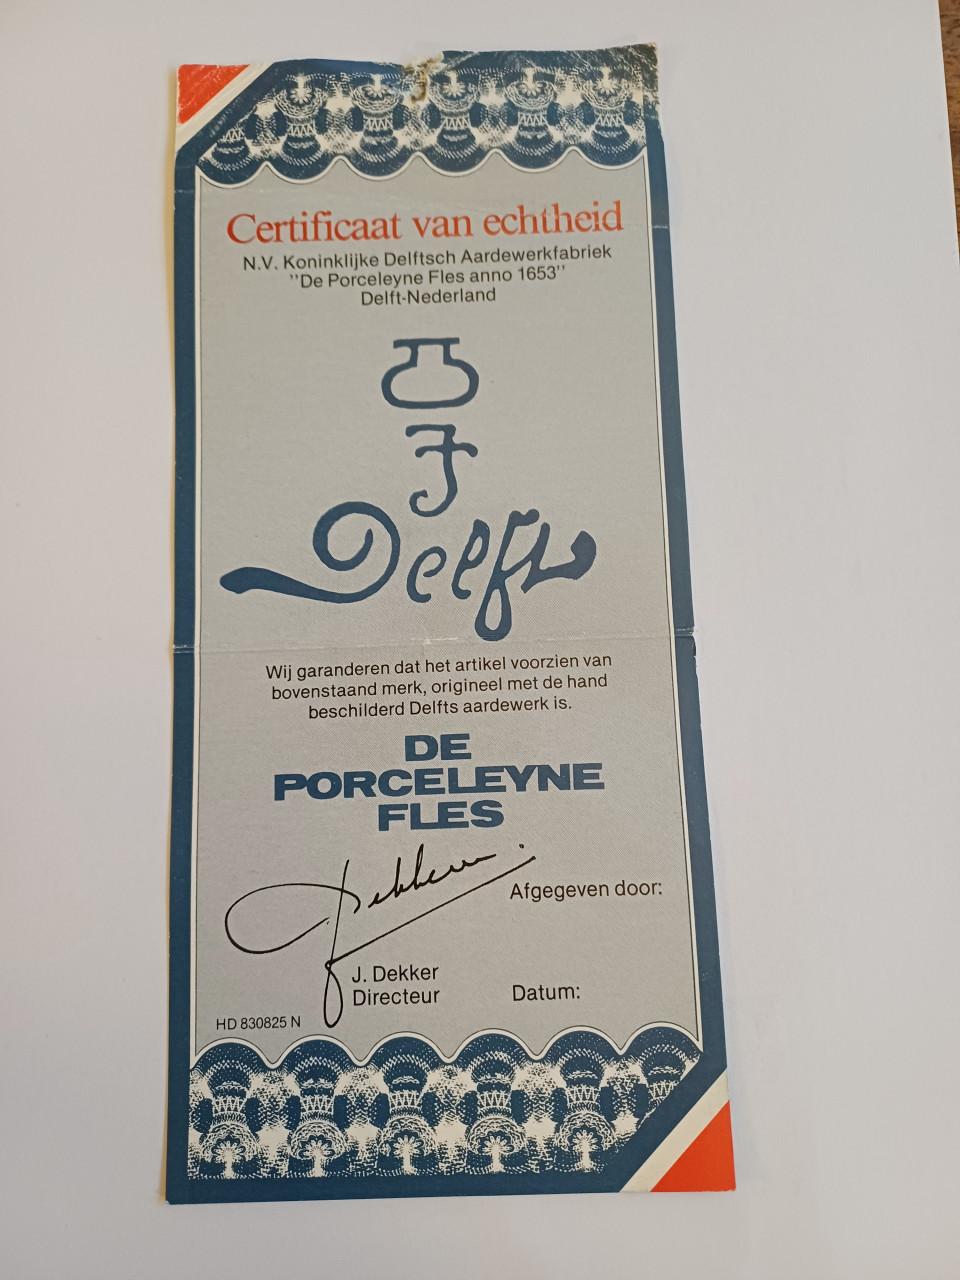 Certificaat van echtheid
N.V. Koninklijke Delftsch Aardewerkfabriek
"De Porceleyne Fles anno 1653"
Delft-Nederland
Delft
Wij garanderen dat het artikel voorzien van
bovenstaand merk, origineel met de hand
beschilderd Delfts aardewerk is.
DE
PORCELEYNE
FLES
Afgegeven door:
J. Dekker
Directeur
Datum:
HD 830825 N